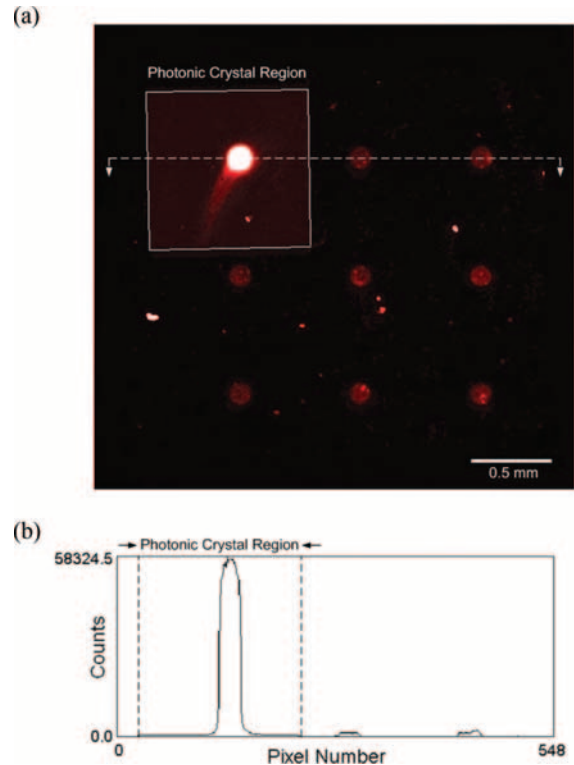 (a)
Photonic Crystal Region
0.5 mm
(b)
Photonic Crystal Region
58324.5
Counts
0.0
0
Pixel Number
548